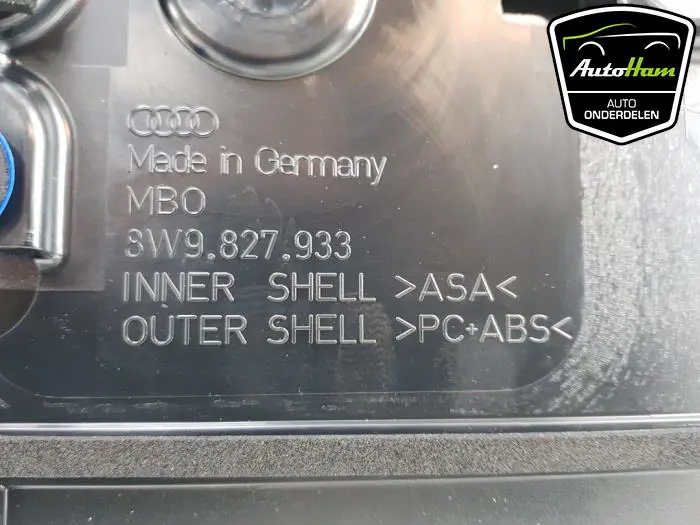 AutoHam
AUTO
ONDERDELEN
Made in Germany
MBO
8W9.827.933
INNER SHELL >ASA<
OUTER SHELL >PC+ABS<